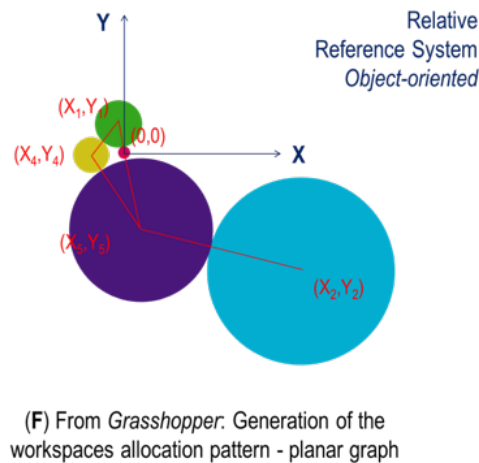 Y
Relative
Reference System
Object-oriented
(X₁,Y₁)
(0,0)
(X₄,Y₄)
X
(X₅,Y₅)
(X₂,Y₂)
(F) From Grasshopper: Generation of the
workspaces allocation pattern - planar graph